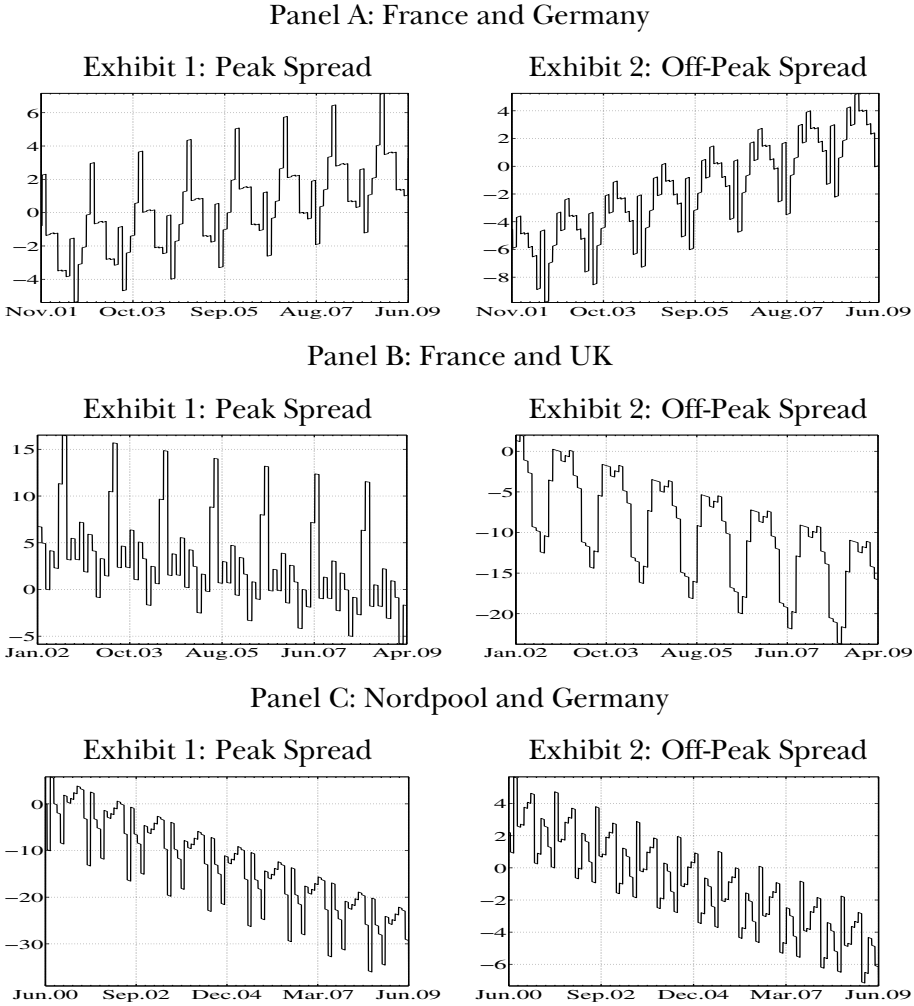 Panel A: France and Germany
Exhibit 1: Peak Spread
Exhibit 2: Off-Peak Spread
6
4
2
0
−2
−4
Nov.01 Oct.03 Sep.05 Aug.07 Jun.09
4
2
0
−2
−4
−6
−8
Nov.01 Oct.03 Sep.05 Aug.07 Jun.09
Panel B: France and UK
Exhibit 1: Peak Spread
Exhibit 2: Off-Peak Spread
15
10
5
0
−5
Jan.02 Oct.03 Aug.05 Jun.07 Apr.09
0
−5
−10
−15
−20
Jan.02 Oct.03 Aug.05 Jun.07 Apr.09
Panel C: Nordpool and Germany
Exhibit 1: Peak Spread
Exhibit 2: Off-Peak Spread
0
−10
−20
−30
Jun.00 Sep.02 Dec.04 Mar.07 Jun.09
4
2
0
−2
−4
−6
Jun.00 Sep.02 Dec.04 Mar.07 Jun.09